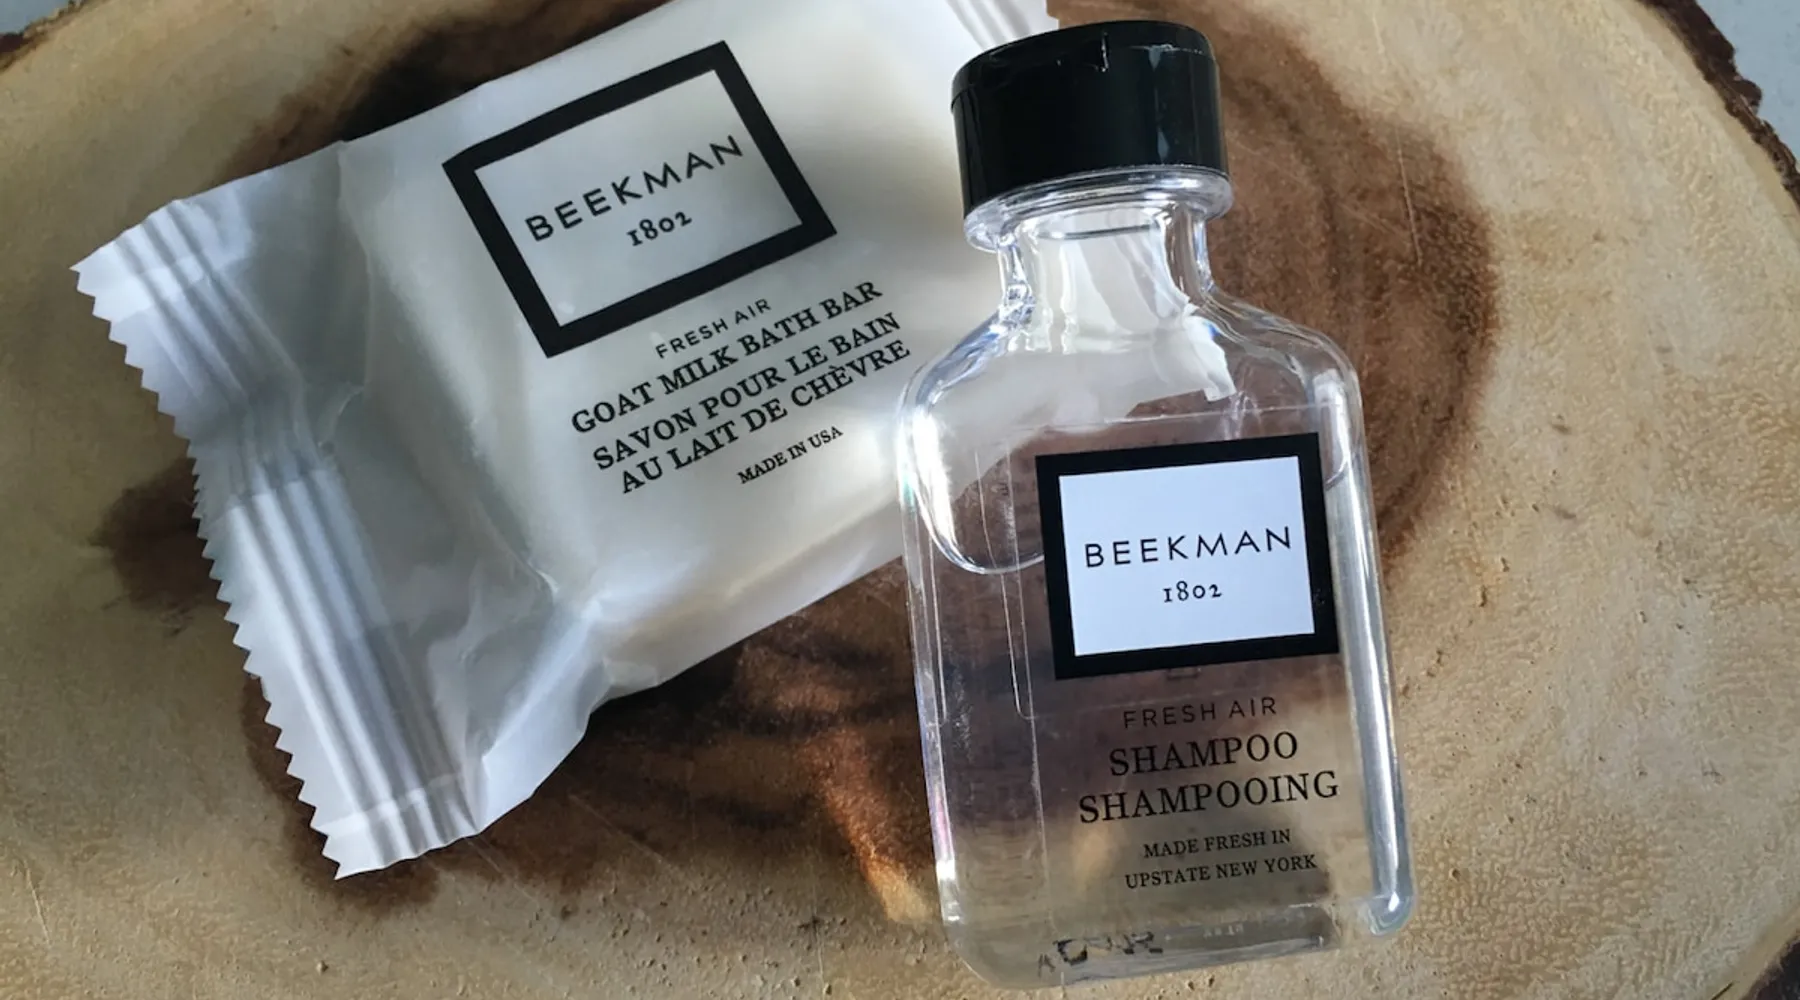 BEEKMAN
1802
FRESH AIR
GOAT MILK BATH BAR
SAVON POUR LE BAIN
AU LAIT DE CHÈVRE
MADE IN USA
BEEKMAN
1802
FRESH AIR
SHAMPOO
SHAMPOOING
MADE FRESH IN
UPSTATE NEW YORK